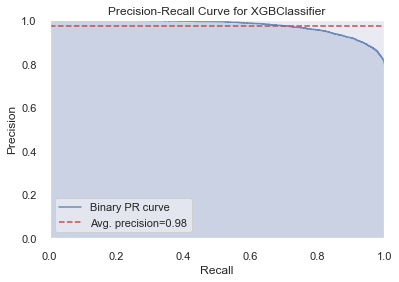 Precision-Recall Curve for XGBClassifier
1.0
0.8
0.6
0.4
0.2
0.0
Precision
Binary PR curve
Avg. precision=0.98
0.0 0.2 0.4 0.6 0.8 1.0
Recall